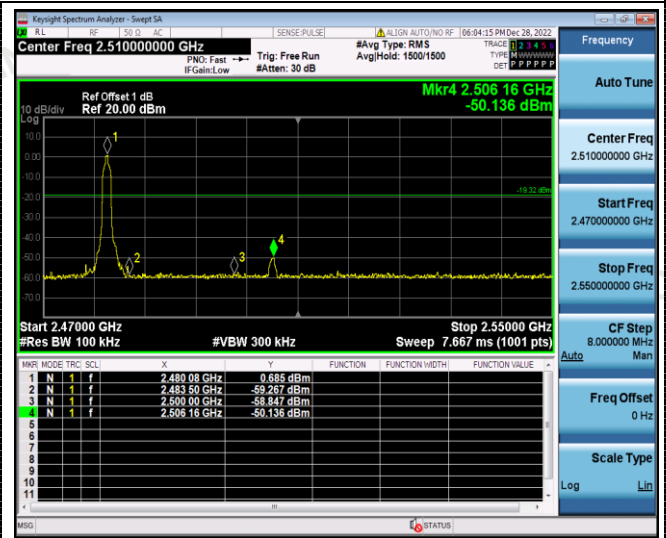 Keysight Spectrum Analyzer - Swept SA
RL RF 50 Ω AC SENSE:PULSE ALIGN AUTO/NO RF 06:04:15 PM Dec 28, 2022
Center Freq 2.510000000 GHz
PNO: Fast
IFGain:Low
Trig: Free Run
#Atten: 30 dB
#Avg Type: RMS
Avg|Hold: 1500/1500
TRACE 1 2 3 4 5 6
TYPE M W W W W W
DET P P P P P P
Ref Offset 1 dB
10 dB/div Ref 20.00 dBm
Log
Mkr4 2.506 16 GHz
-50.136 dBm
10.0
0.00
-10.0
-20.0
-30.0
-40.0
-50.0
-60.0
-70.0
1
2
3
4
-19.32 dBm
Start 2.47000 GHz Stop 2.55000 GHz
#Res BW 100 kHz #VBW 300 kHz Sweep 7.667 ms (1001 pts)
MKR MODE TRC SCL X Y FUNCTION FUNCTION WIDTH FUNCTION VALUE
1 N 1 f 2.480 08 GHz 0.685 dBm
2 N 1 f 2.483 50 GHz -59.267 dBm
3 N 1 f 2.500 00 GHz -58.847 dBm
4 N 1 f 2.506 16 GHz -50.136 dBm
5
6
7
8
9
10
11
MSG STATUS
Frequency
Auto Tune
Center Freq
2.510000000 GHz
Start Freq
2.470000000 GHz
Stop Freq
2.550000000 GHz
CF Step
8.000000 MHz
Auto Man
Freq Offset
0 Hz
Scale Type
Log Lin